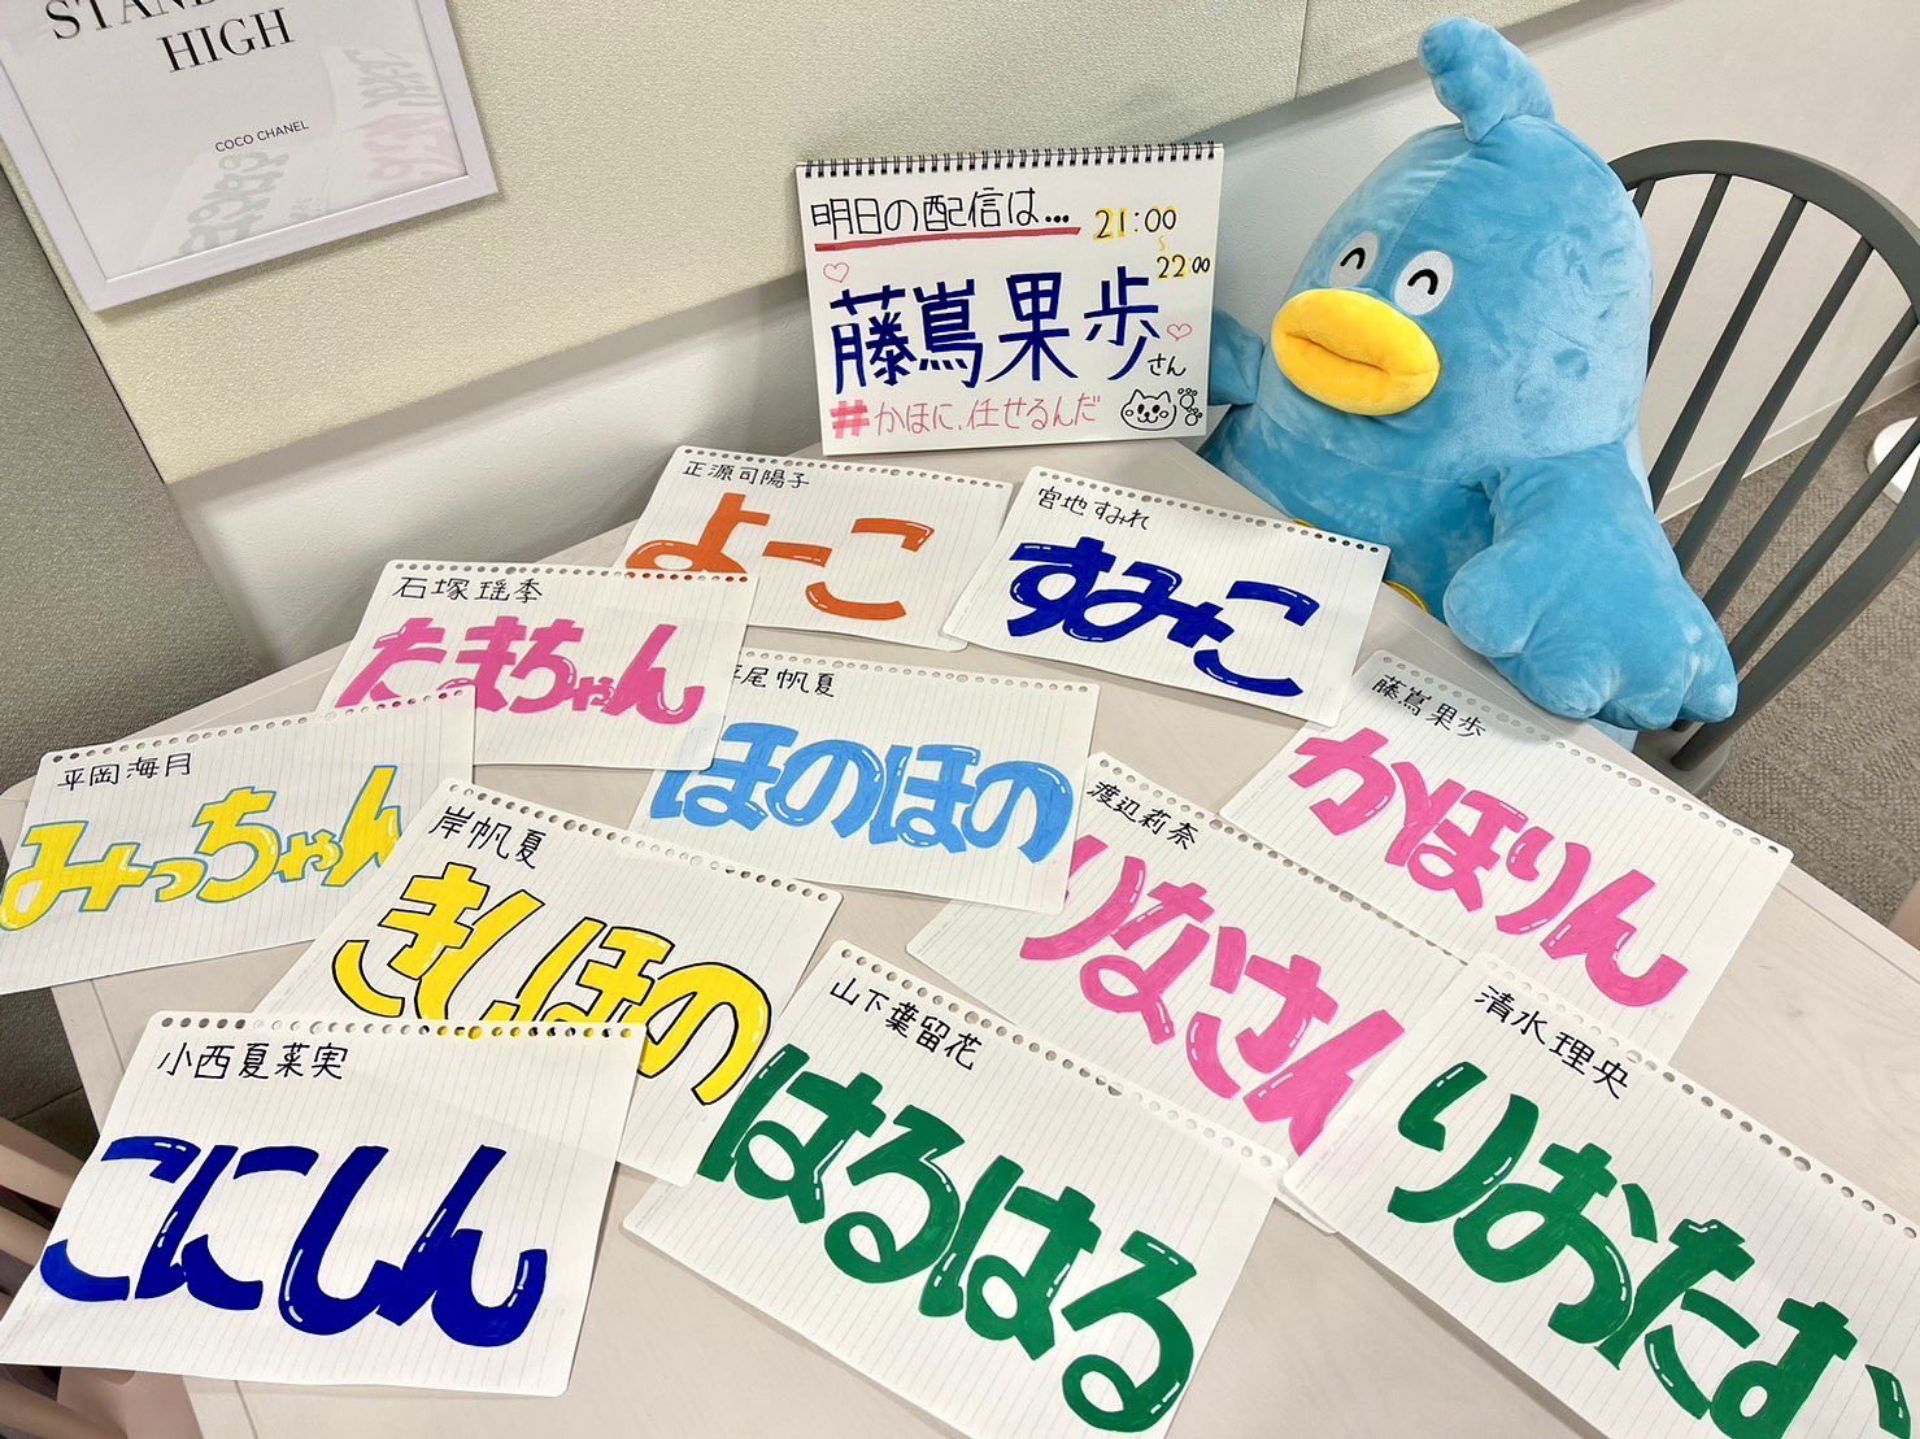 HIGH
COCO CHANEL
明日の配信は… 21:00
〜
22:00
♡藤嶌果歩♡
さん
#かほに、任せるんだ
正源司陽子
よーこ
宮地すみれ
すみこ
石塚瑶季
たまちゃん
平尾帆夏
ほのほの
藤嶌果歩
かほりん
平岡海月
みっちゃん
岸帆夏
きしほの
渡辺莉奈
りなさん
小西夏菜実
こにしん
山下葉留花
はるはる
清水理央
りおたむ